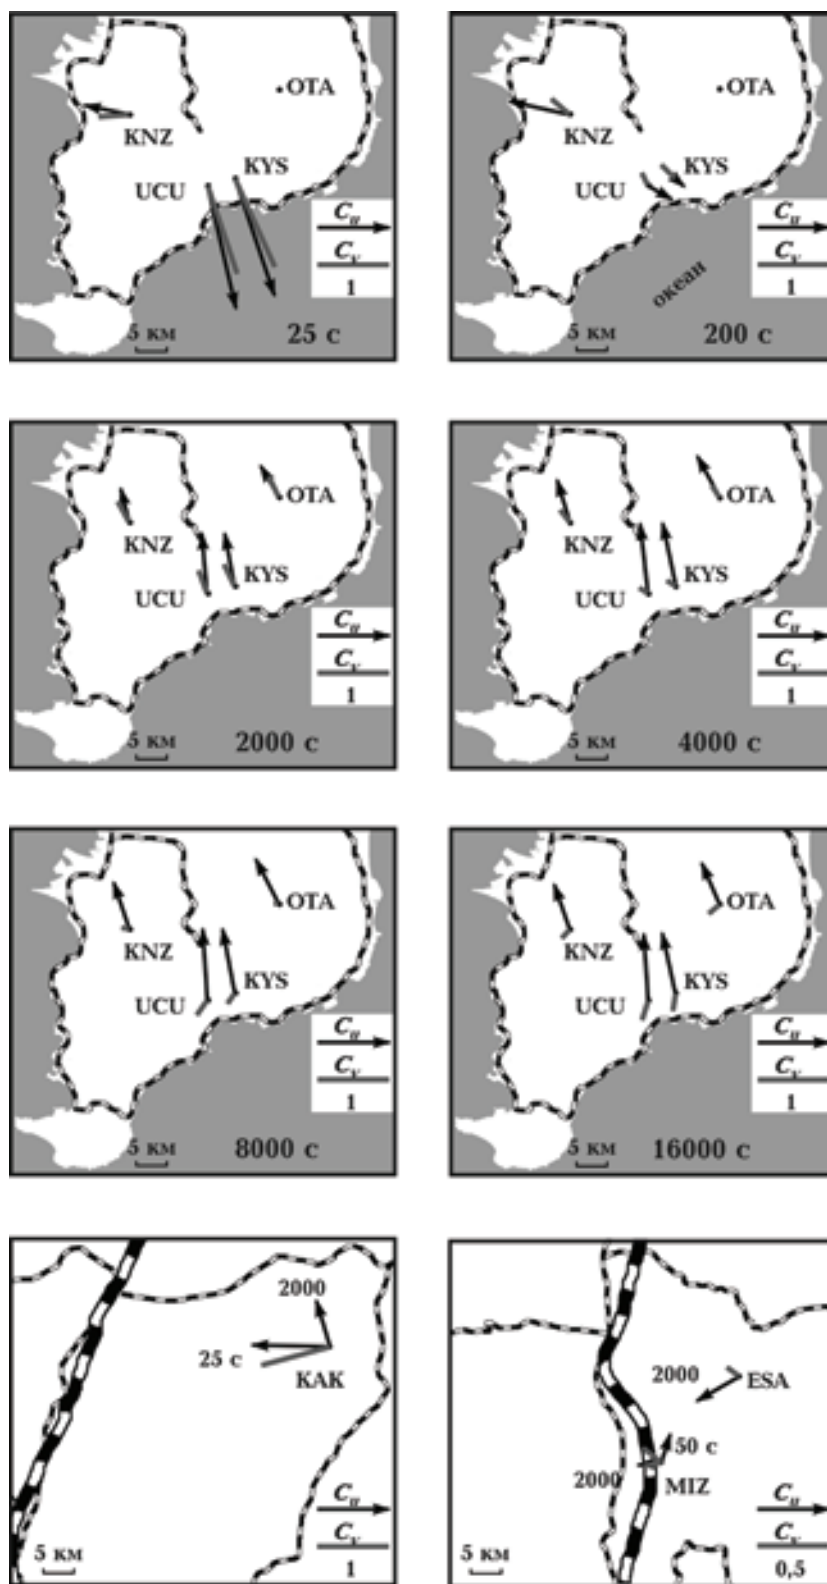 OTA
KNZ
KYS
UCU
C_u
C_v
1
5 км
25 с
OTA
KNZ
KYS
UCU
C_u
океан
C_v
1
5 км
200 с
OTA
KNZ
KYS
UCU
C_u
C_v
1
5 км
2000 с
OTA
KNZ
KYS
UCU
C_u
C_v
1
5 км
4000 с
OTA
KNZ
KYS
UCU
C_u
C_v
1
5 км
8000 с
OTA
KNZ
KYS
UCU
C_u
C_v
1
5 км
16000 с
2000
25 с
KAK
C_u
C_v
5 км
1
2000
ESA
50 с
2000
MIZ
C_u
C_v
5 км
0,5